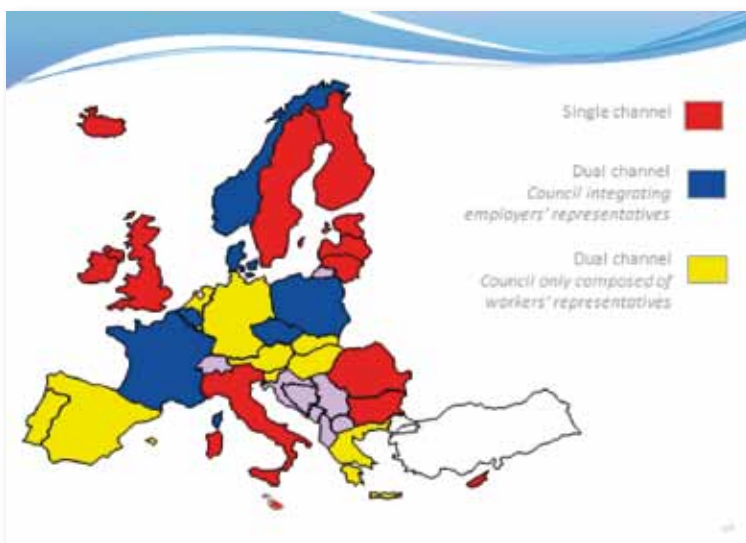 Single channel
Dual channel
Council integrating
employers' representatives
Dual channel
Council only composed of
workers' representatives